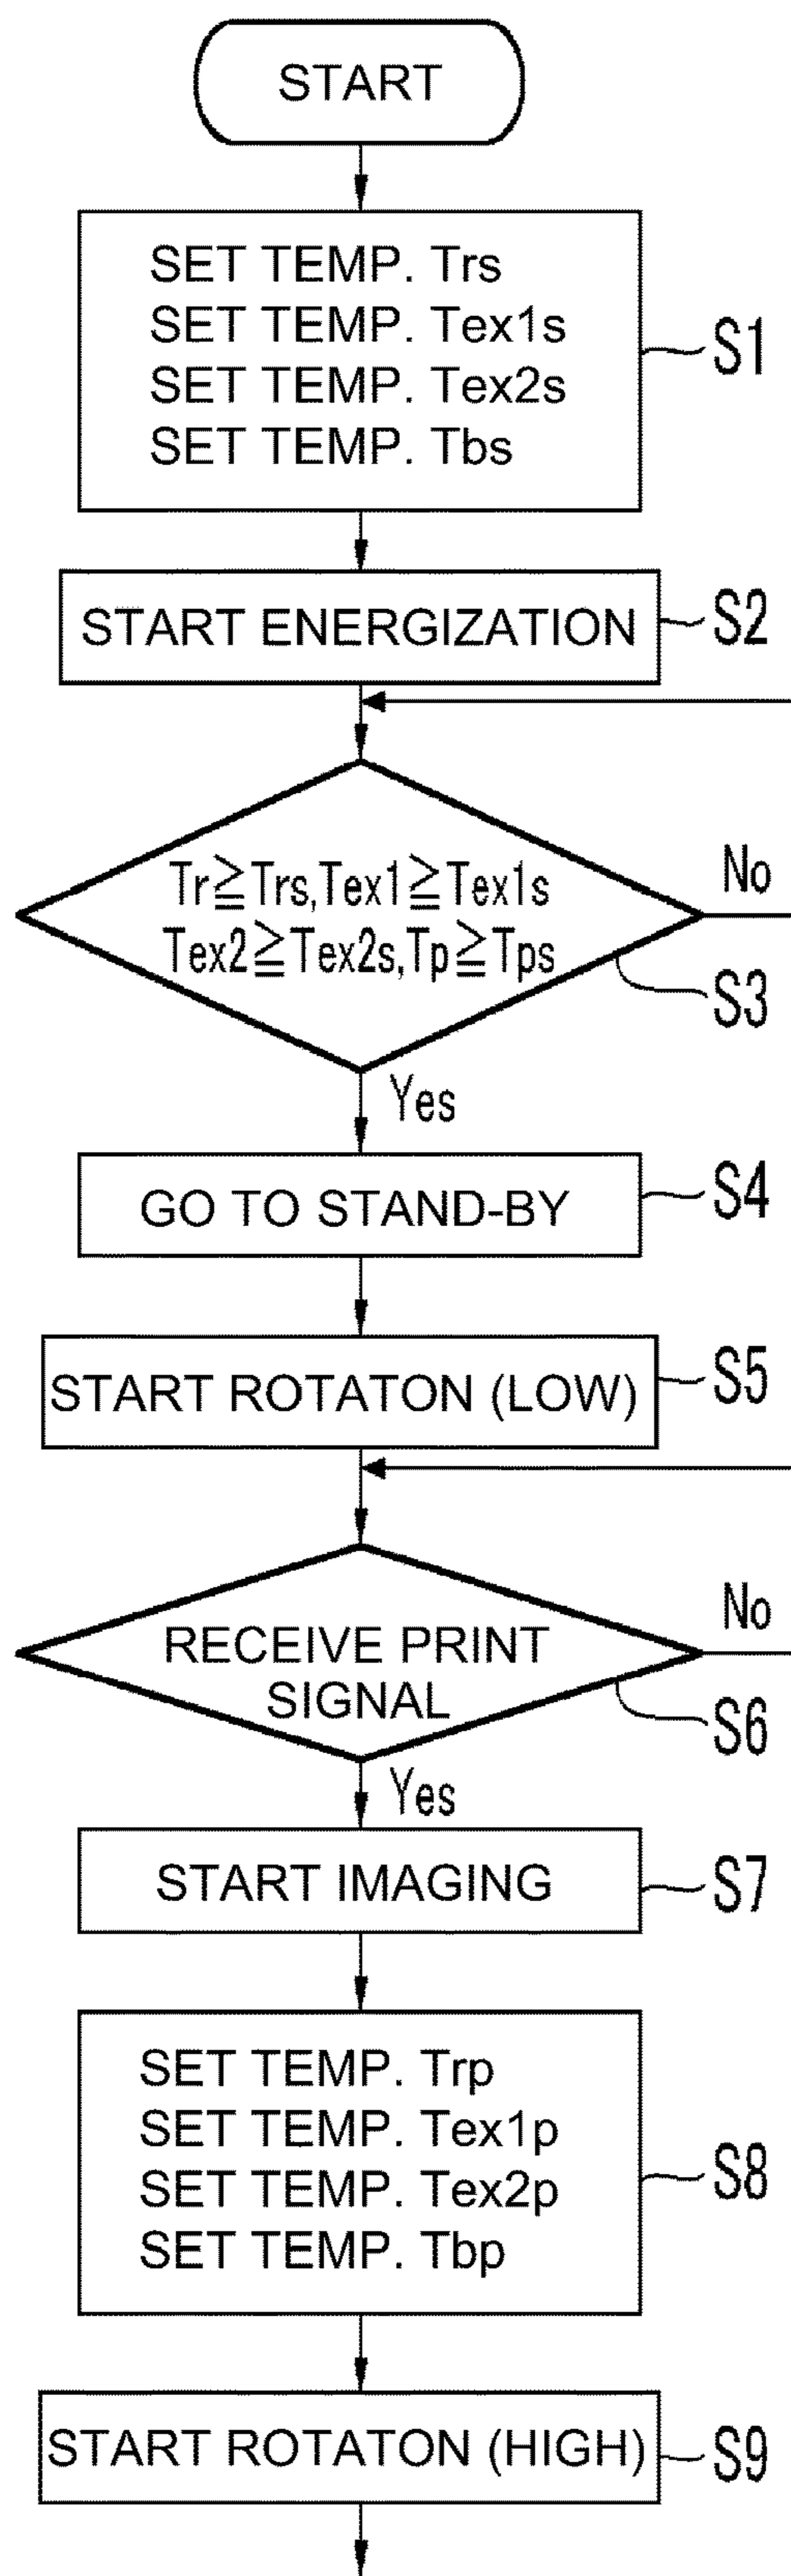 START
SET TEMP. Trs
SET TEMP. Tex1s
SET TEMP. Tex2s
SET TEMP. Tbs
S1
START ENERGIZATION
S2
Tr≧Trs,Tex1≧Tex1s
Tex2≧Tex2s,Tp≧Tps
No
S3
Yes
GO TO STAND-BY
S4
START ROTATON (LOW)
S5
RECEIVE PRINT
SIGNAL
No
S6
Yes
START IMAGING
S7
SET TEMP. Trp
SET TEMP. Tex1p
SET TEMP. Tex2p
SET TEMP. Tbp
S8
START ROTATON (HIGH)
S9